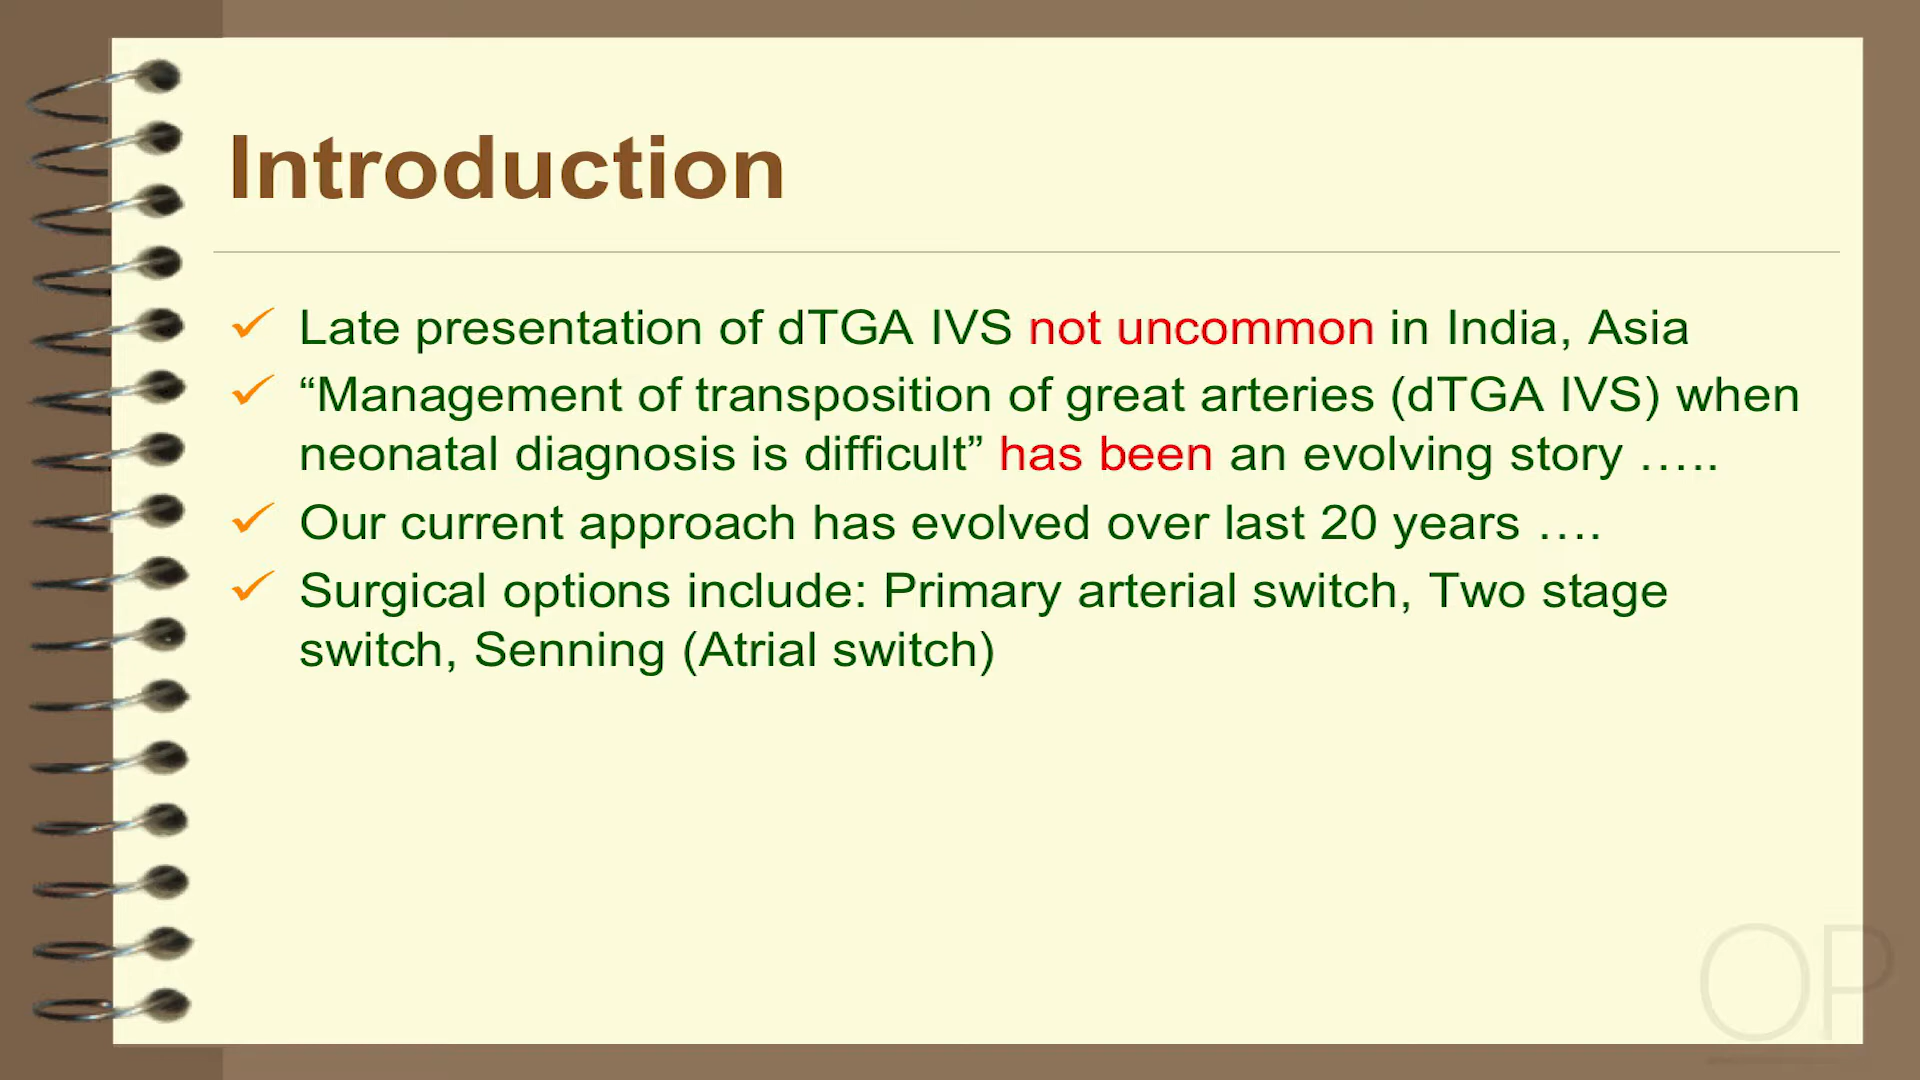 Introduction
Late presentation of dTGA IVS not uncommon in India, Asia
“Management of transposition of great arteries (dTGA IVS) when
neonatal diagnosis is difficult” has been an evolving story …..
Our current approach has evolved over last 20 years ….
Surgical options include: Primary arterial switch, Two stage
switch, Senning (Atrial switch)
OP